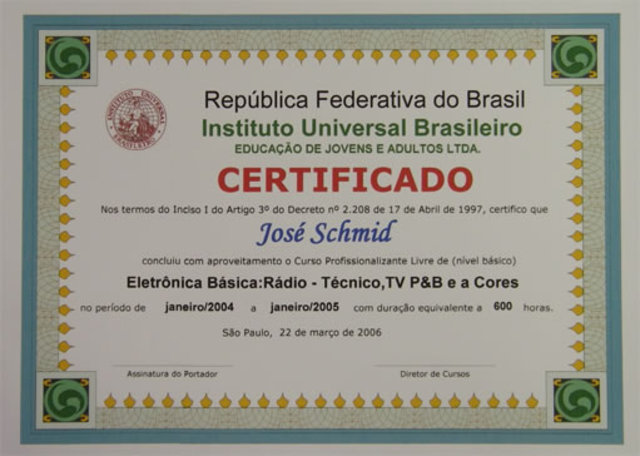 INSTITUTO UNIVERSAL BRASILEIRO
República Federativa do Brasil
Instituto Universal Brasileiro
EDUCAÇÃO DE JOVENS E ADULTOS LTDA.
CERTIFICADO
Nos termos do Inciso I do Artigo 3º do Decreto nº 2.208 de 17 de Abril de 1997, certifico que
José Schmid
concluiu com aproveitamento o Curso Profissionalizante Livre de (nível básico)
Eletrônica Básica:Rádio - Técnico,TV P&B e a Cores
no período de janeiro/2004 a janeiro/2005 com duração equivalente a 600 horas.
São Paulo, 22 de março de 2006
Assinatura do Portador Diretor de Cursos